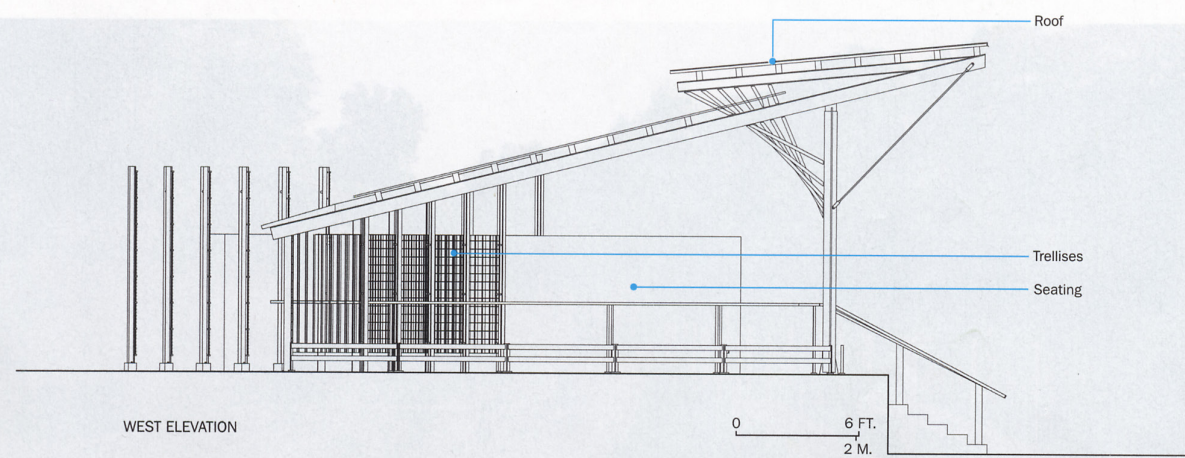 Roof
Trellises
Seating
WEST ELEVATION
0 6 FT.
2 M.